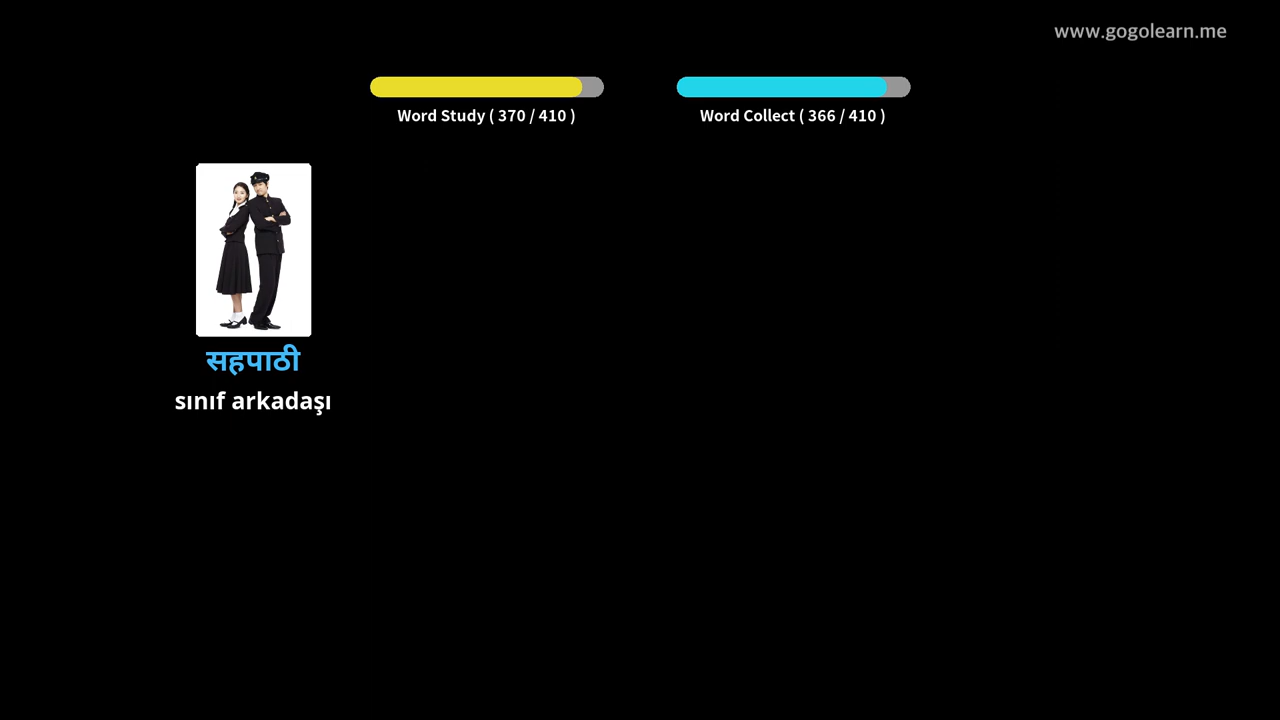 www.gogolearn.me
Word Study ( 370 / 410 )
Word Collect ( 366 / 410 )
सहपाठी
sınıf arkadaşı